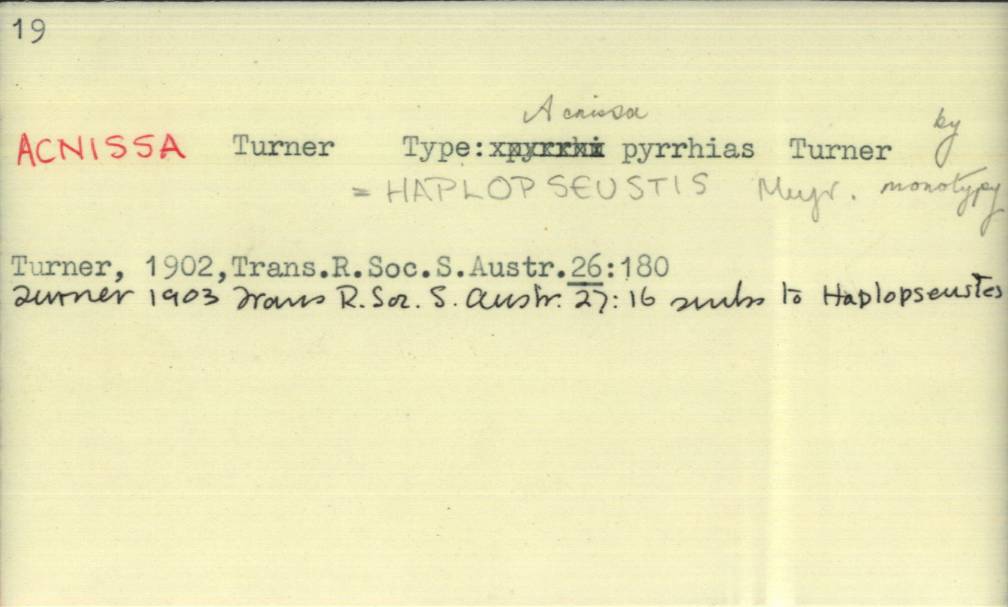 19
Acnissa by
ACNISSA Turner Type: pyrrhias Turner
= HAPLOPSEUSTIS Meyr. monotypy
Turner, 1902,Trans.R.Soc.S.Austr.26:180
Turner 1903 Trans R. Soc. S. Austr. 27: 16 sinks to Haplopseustes